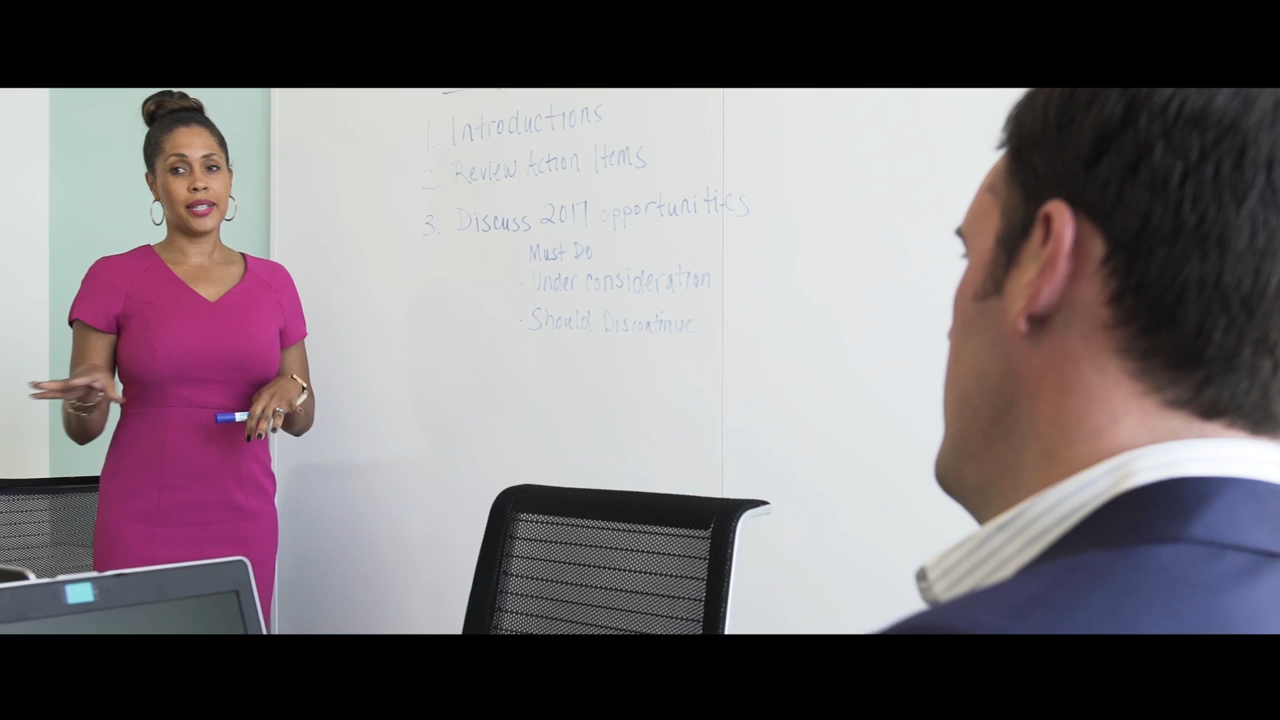 1. Introductions
2. Review Action Items
3. Discuss 2017 opportunities
· Must Do
· Under consideration
· Should Discontinue